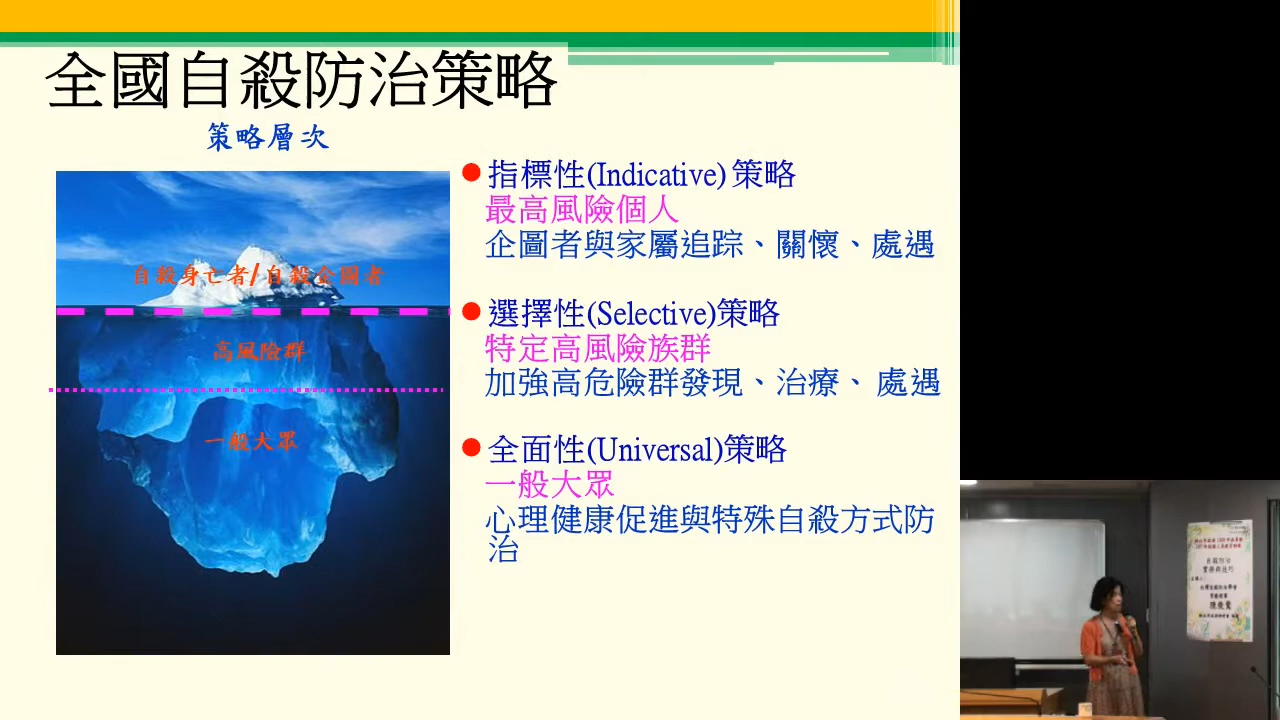 全國自殺防治策略
策略層次
自殺身亡者/自殺企圖者
高風險群
一般大眾
指標性(Indicative) 策略
最高風險個人
企圖者與家屬追踪、關懷、處遇
選擇性(Selective)策略
特定高風險族群
加強高危險群發現、治療、 處遇
全面性(Universal)策略
一般大眾
心理健康促進與特殊自殺方式防
治
自殺防治